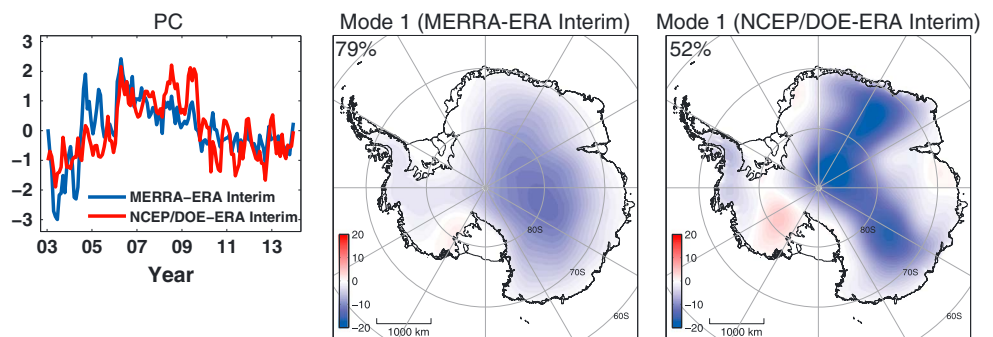 PC
3
2
1
0
−1
−2
−3
MERRA−ERA Interim
NCEP/DOE−ERA Interim
03 05 07 09 11 13
Year
Mode 1 (MERRA-ERA Interim)
79%
80S
70S
60S
20
10
0
−10
−20
1000 km
Mode 1 (NCEP/DOE-ERA Interim)
52%
80S
70S
60S
20
10
0
−10
−20
1000 km